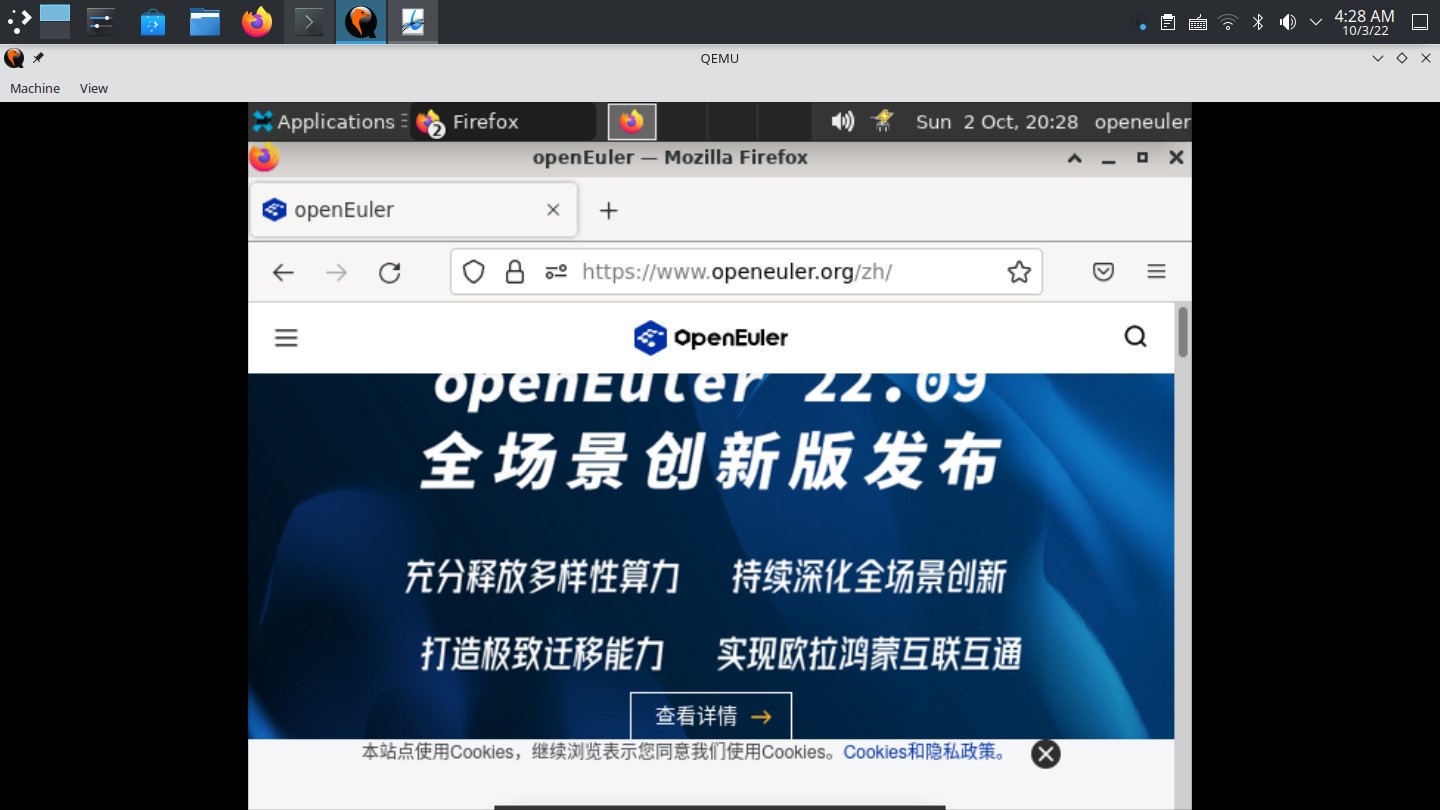 4:28 AM
10/3/22
QEMU
Machine View
Applications 2 Firefox Sun 2 Oct, 20:28 openeuler
openEuler — Mozilla Firefox
openEuler
https://www.openeuler.org/zh/
OpenEuler
openEuler 22.09
全场景创新版发布
充分释放多样性算力 持续深化全场景创新
打造极致迁移能力 实现欧拉鸿蒙互联互通
查看详情
本站点使用Cookies，继续浏览表示您同意我们使用Cookies。Cookies和隐私政策。